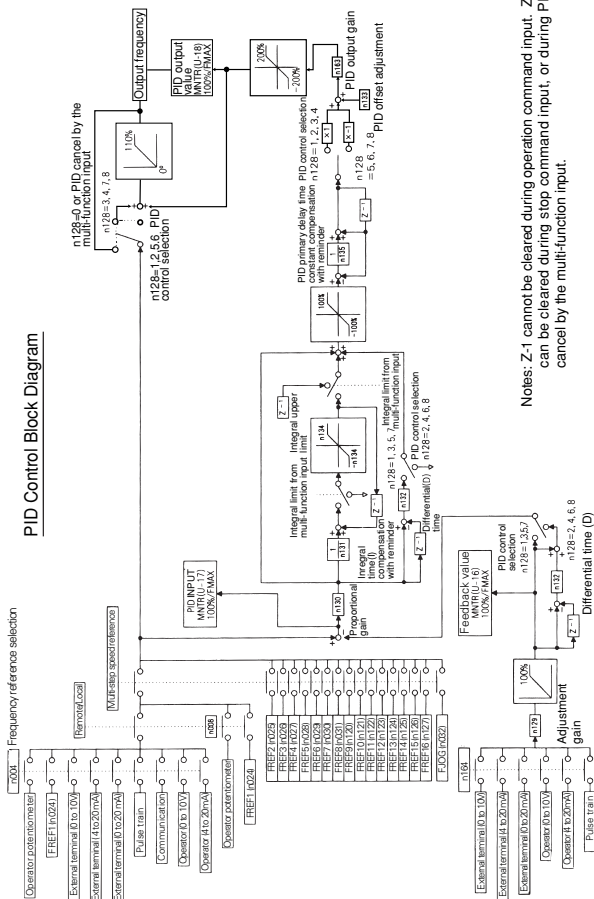 PID Control Block Diagram
n004
Frequency reference selection
Operator potentiometer
FREF1 (n024)
External terminal (0 to 10V)
External terminal (4 to 20mA)
External terminal (0 to 20mA)
Pulse train
Communication
Operator (0 to 10V)
Operator (4 to 20mA)
Remote/Local
n008
Operator potentiometer
FREF1 (n024)
Multi-step speed reference
FREF2 (n025)
FREF3 (n026)
FREF4 (n027)
FREF5 (n028)
FREF6 (n029)
FREF7 (n030)
FREF8 (n031)
FREF9 (n120)
FREF10 (n121)
FREF11 (n122)
FREF12 (n123)
FREF13 (n124)
FREF14 (n125)
FREF15 (n126)
FREF16 (n127)
FJOG (n032)
n164
External terminal (0 to 10V)
External terminal (4 to 20mA)
External terminal (0 to 20mA)
Operator (0 to 10V)
Operator (4 to 20mA)
Pulse train
n129
Adjustment
gain
100%
Feedback value
MNTR(U-16)
100%/FMAX
PID control
selection
n128=1,3,5,7
n132
Z -1
n128=2, 4, 6, 8
Differential time (D)
PID INPUT
MNTR(U-17)
100%/FMAX
n130
Proportional
gain
1
n131
Inregral
time(I)
compensation
with reminder
Integral limit from
multi-function input
Integral upper
limit
n134
-n134
Z -1
Z -1
Integral limit from
multi-function input
n128=1, 3, 5, 7
PID control selection
n128=2, 4, 6, 8
n132
Z -1
Differential(D)
time
100%
-100%
PID primary delay time
constant compensation
with reminder
1
n135
Z -1
PID control selection
n128=1, 2, 3, 4
×1
×-1
n128
=5, 6, 7, 8
n133
PID offset adjustment
n163
PID output gain
200%
-200%
PID output
value
MNTR(U-18)
100%/FMAX
Output frequency
110%
n128=0 or PID cancel by the
multi-function input
n128=3, 4, 7, 8
n128=1,2,5,6 PID
control selection
Notes: Z-1 cannot be cleared during operation command input. Z
can be cleared during stop command input, or during PI
cancel by the multi-function input.